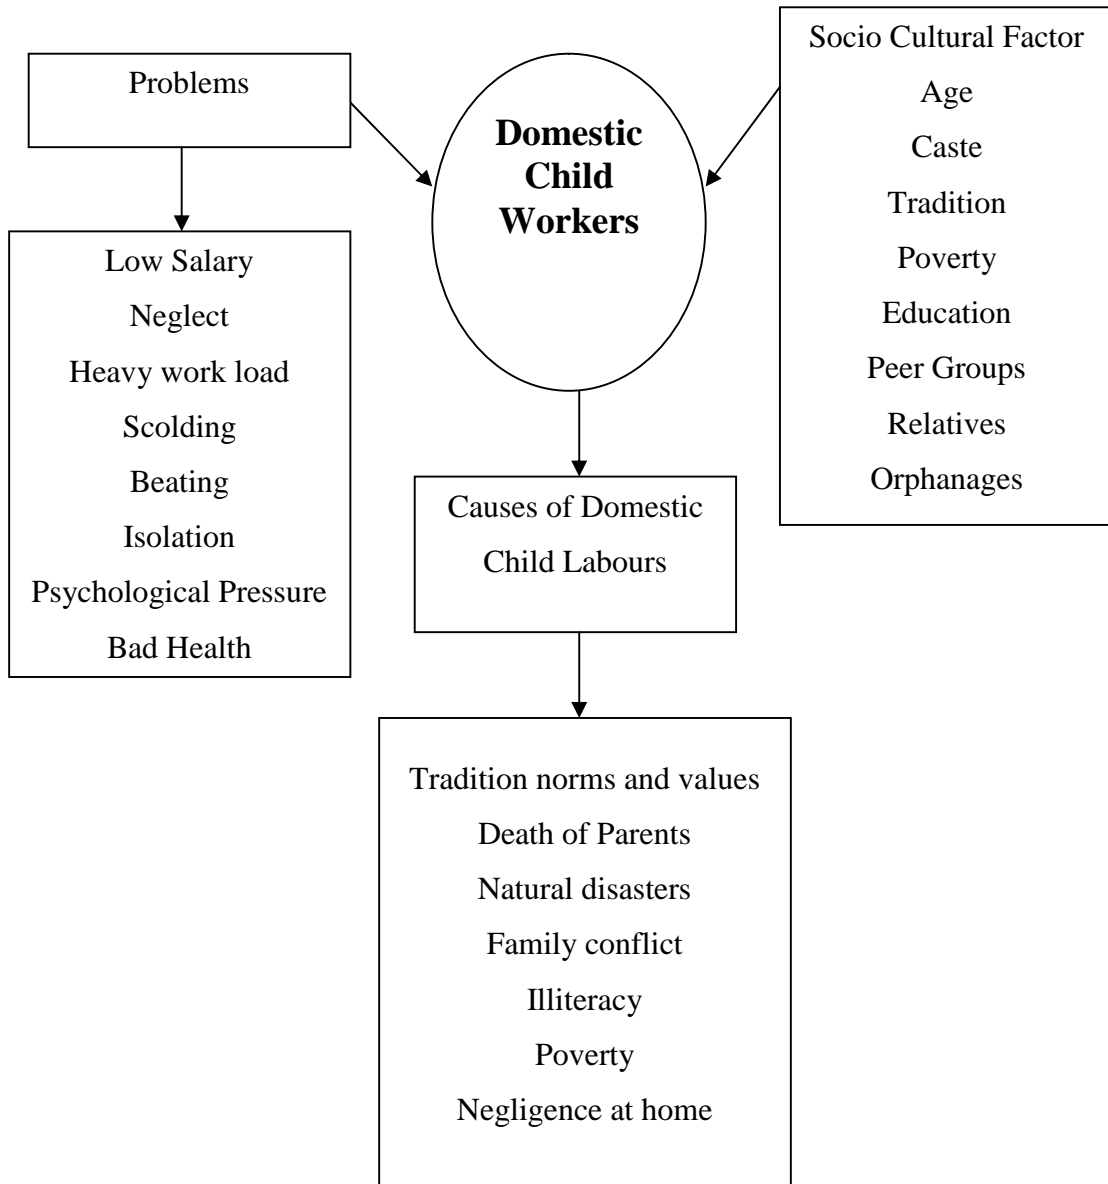 Problems
Low Salary
Neglect
Heavy work load
Scolding
Beating
Isolation
Psychological Pressure
Bad Health
Domestic
Child
Workers
Socio Cultural Factor
Age
Caste
Tradition
Poverty
Education
Peer Groups
Relatives
Orphanages
Causes of Domestic
Child Labours
Tradition norms and values
Death of Parents
Natural disasters
Family conflict
Illiteracy
Poverty
Negligence at home